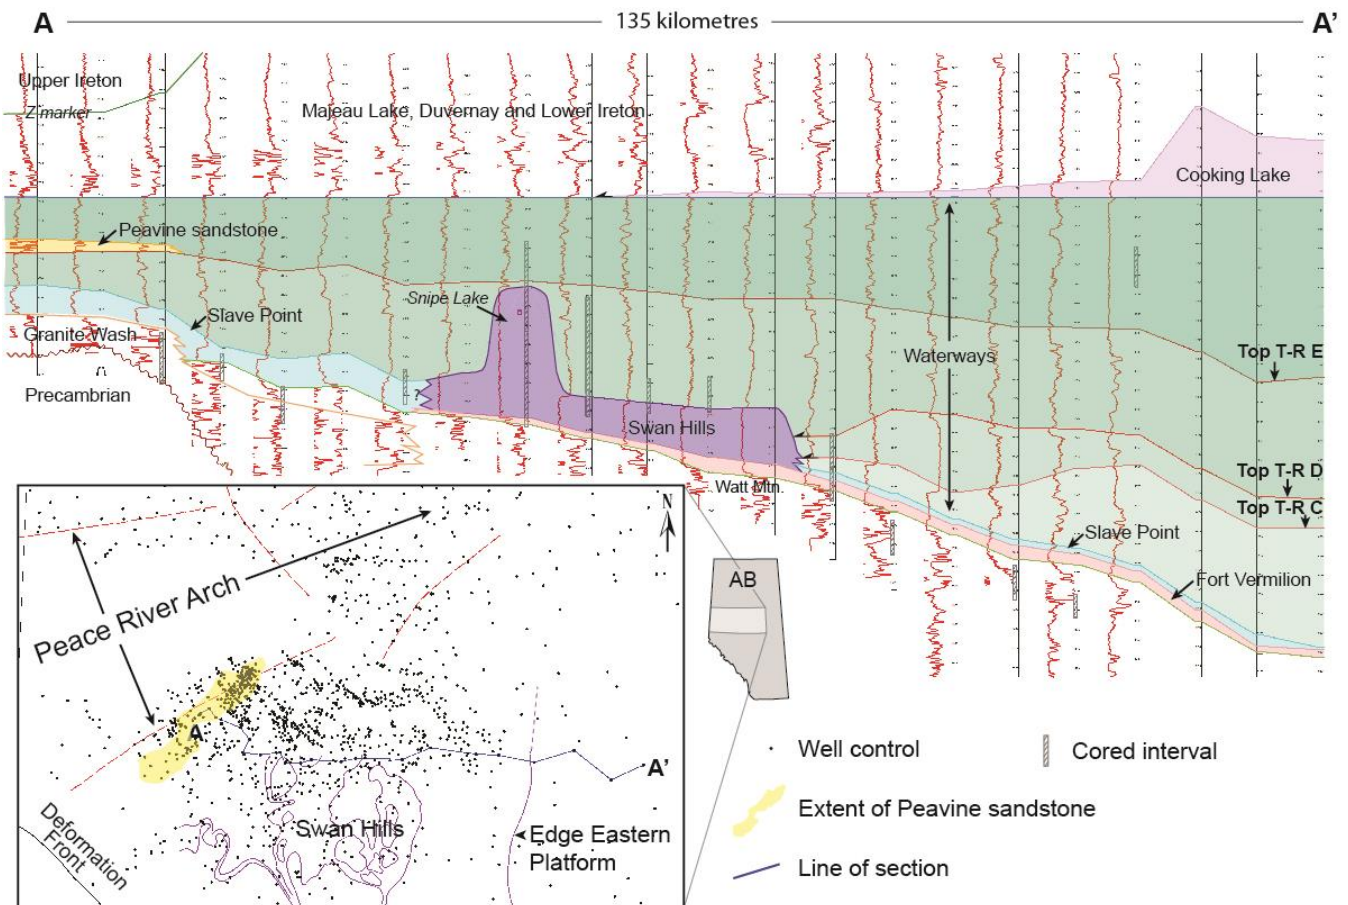 A
135 kilometres
A'
Upper Ireton
Z marker
Majeau Lake, Duvernay and Lower Ireton
Cooking Lake
Peavine sandstone
Snipe Lake
Slave Point
Granite Wash
Precambrian
?
Waterways
Top T-R E
Swan Hills
Top T-R D
Watt Mtn.
Top T-R C
Slave Point
Fort Vermilion
N
Peace River Arch
AB
A
A'
Swan Hills
Edge Eastern
Platform
Deformation
Front
Well control
Cored interval
Extent of Peavine sandstone
Line of section